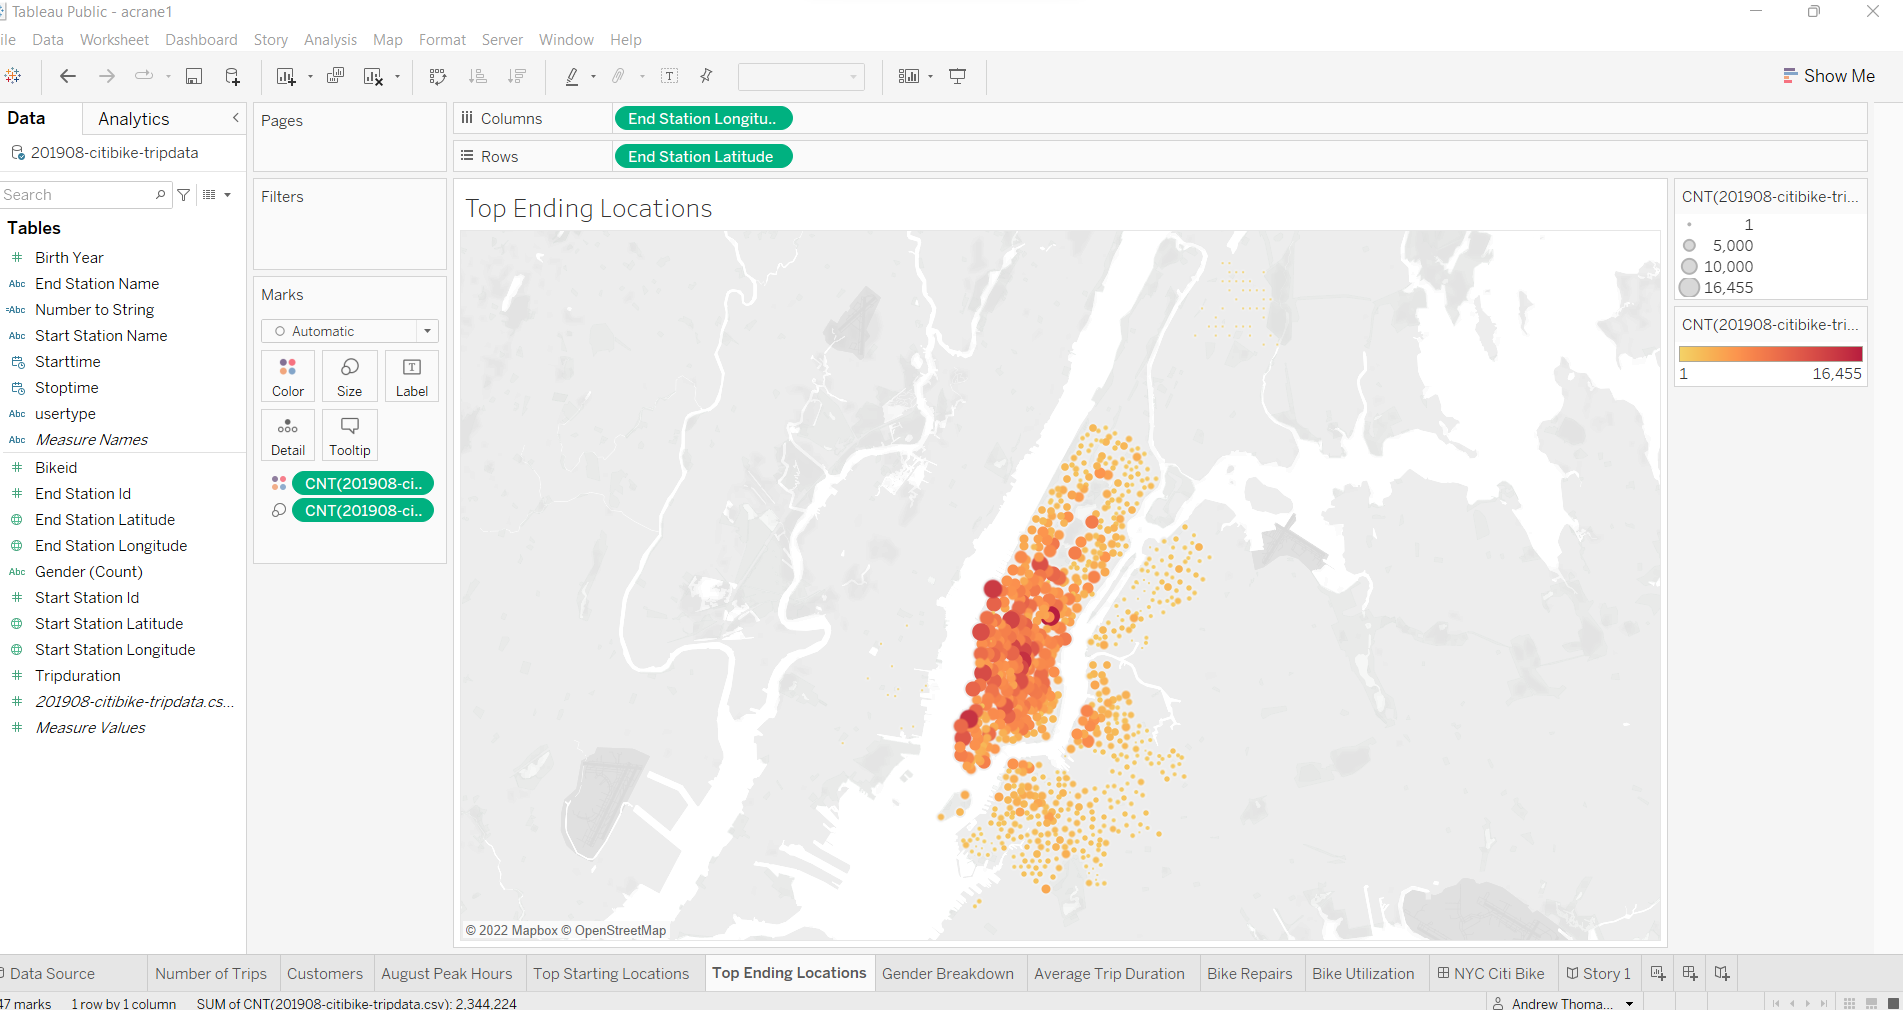 Tableau Public - acrane1
ile Data Worksheet Dashboard Story Analysis Map Format Server Window Help
Show Me
Data
Analytics
201908-citibike-tripdata
Search
Tables
Birth Year
Abc End Station Name
=Abc Number to String
Abc Start Station Name
Starttime
Stoptime
Abc usertype
Abc Measure Names
Bikeid
End Station Id
End Station Latitude
End Station Longitude
Abc Gender (Count)
Start Station Id
Start Station Latitude
Start Station Longitude
Tripduration
201908-citibike-tripdata.cs...
Measure Values
Pages
Filters
Marks
Automatic
Color Size Label
Detail Tooltip
CNT(201908-ci..
CNT(201908-ci..
Columns End Station Longitu..
Rows End Station Latitude
Top Ending Locations
© 2022 Mapbox © OpenStreetMap
CNT(201908-citibike-tri...
1
5,000
10,000
16,455
CNT(201908-citibike-tri...
1 16,455
Data Source Number of Trips Customers August Peak Hours Top Starting Locations Top Ending Locations Gender Breakdown Average Trip Duration Bike Repairs Bike Utilization NYC Citi Bike Story 1
47 marks 1 row by 1 column SUM of CNT(201908-citibike-tripdata.csv): 2,344,224 Andrew Thoma...